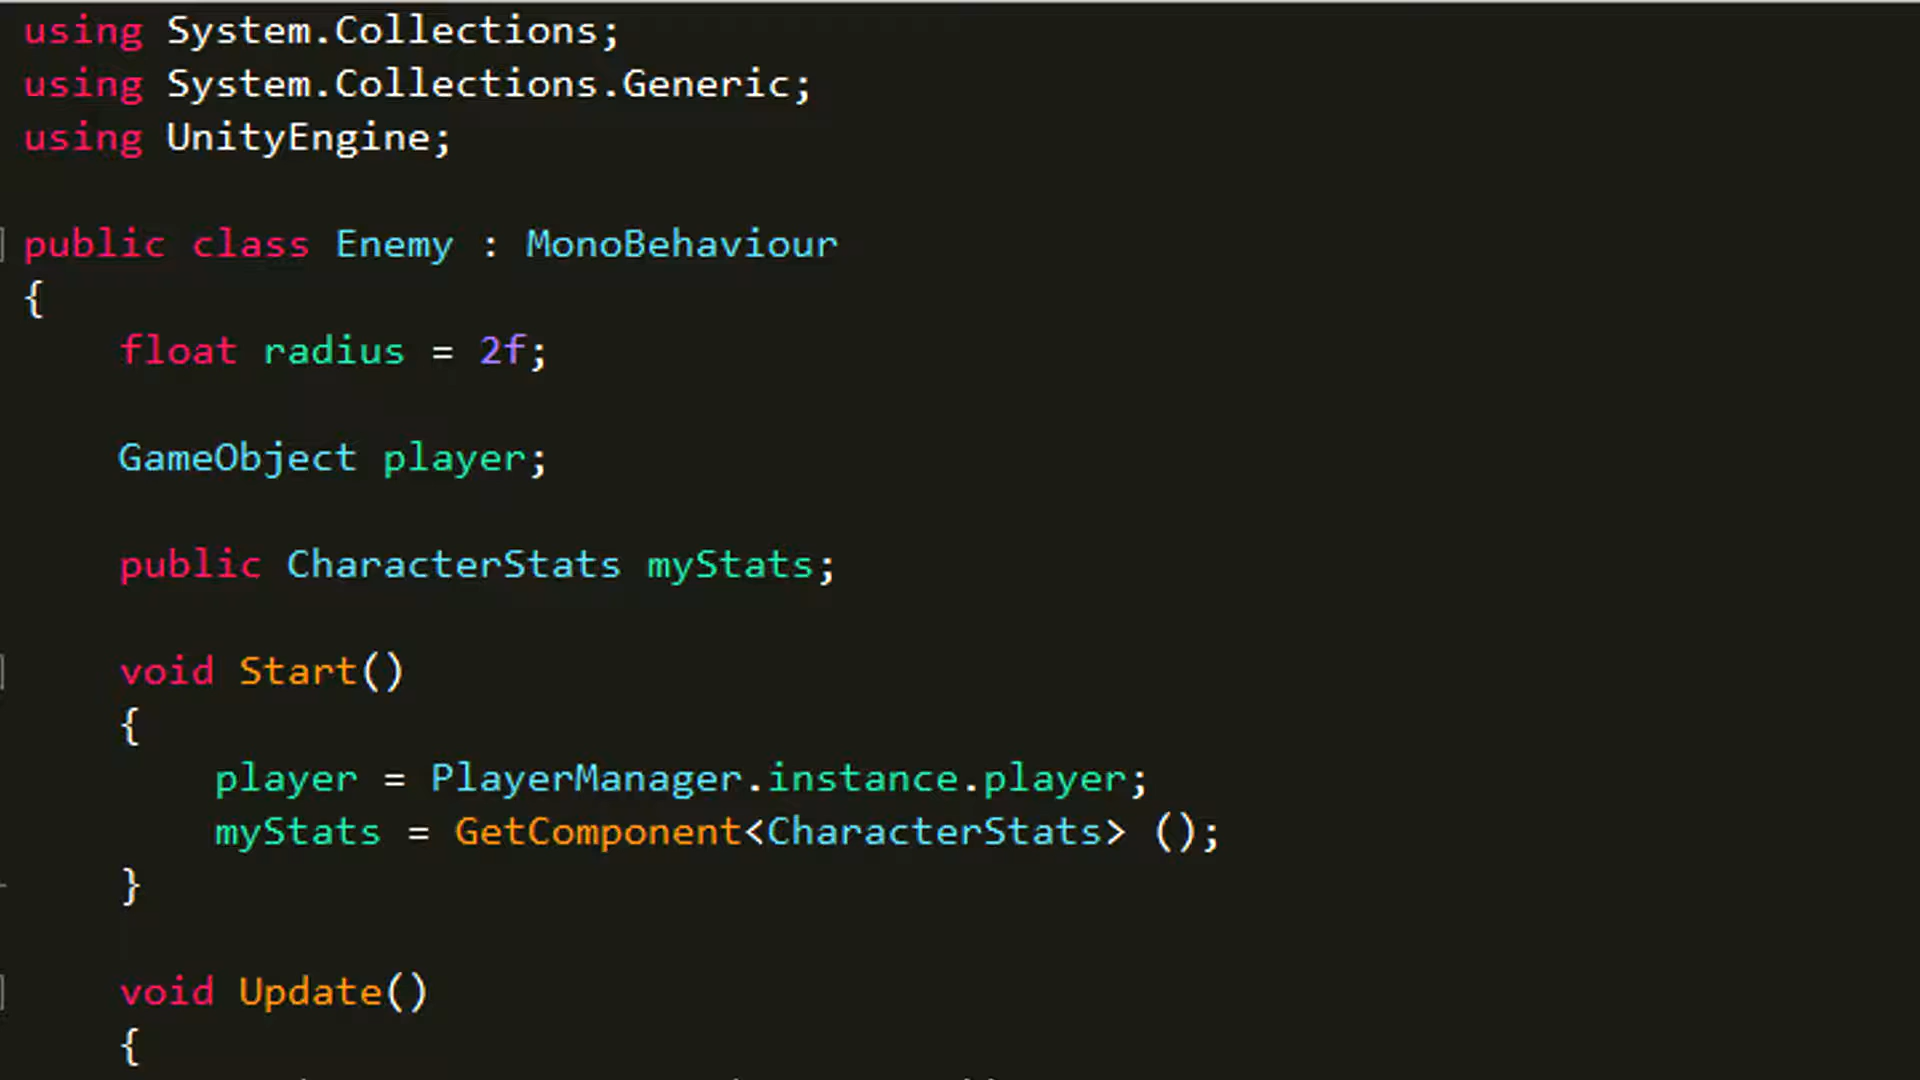 using System.Collections;
using System.Collections.Generic;
using UnityEngine;
public class Enemy : MonoBehaviour
{
float radius = 2f;
GameObject player;
public CharacterStats myStats;
void Start()
{
player = PlayerManager.instance.player;
myStats = GetComponent<CharacterStats> ();
}
void Update()
{